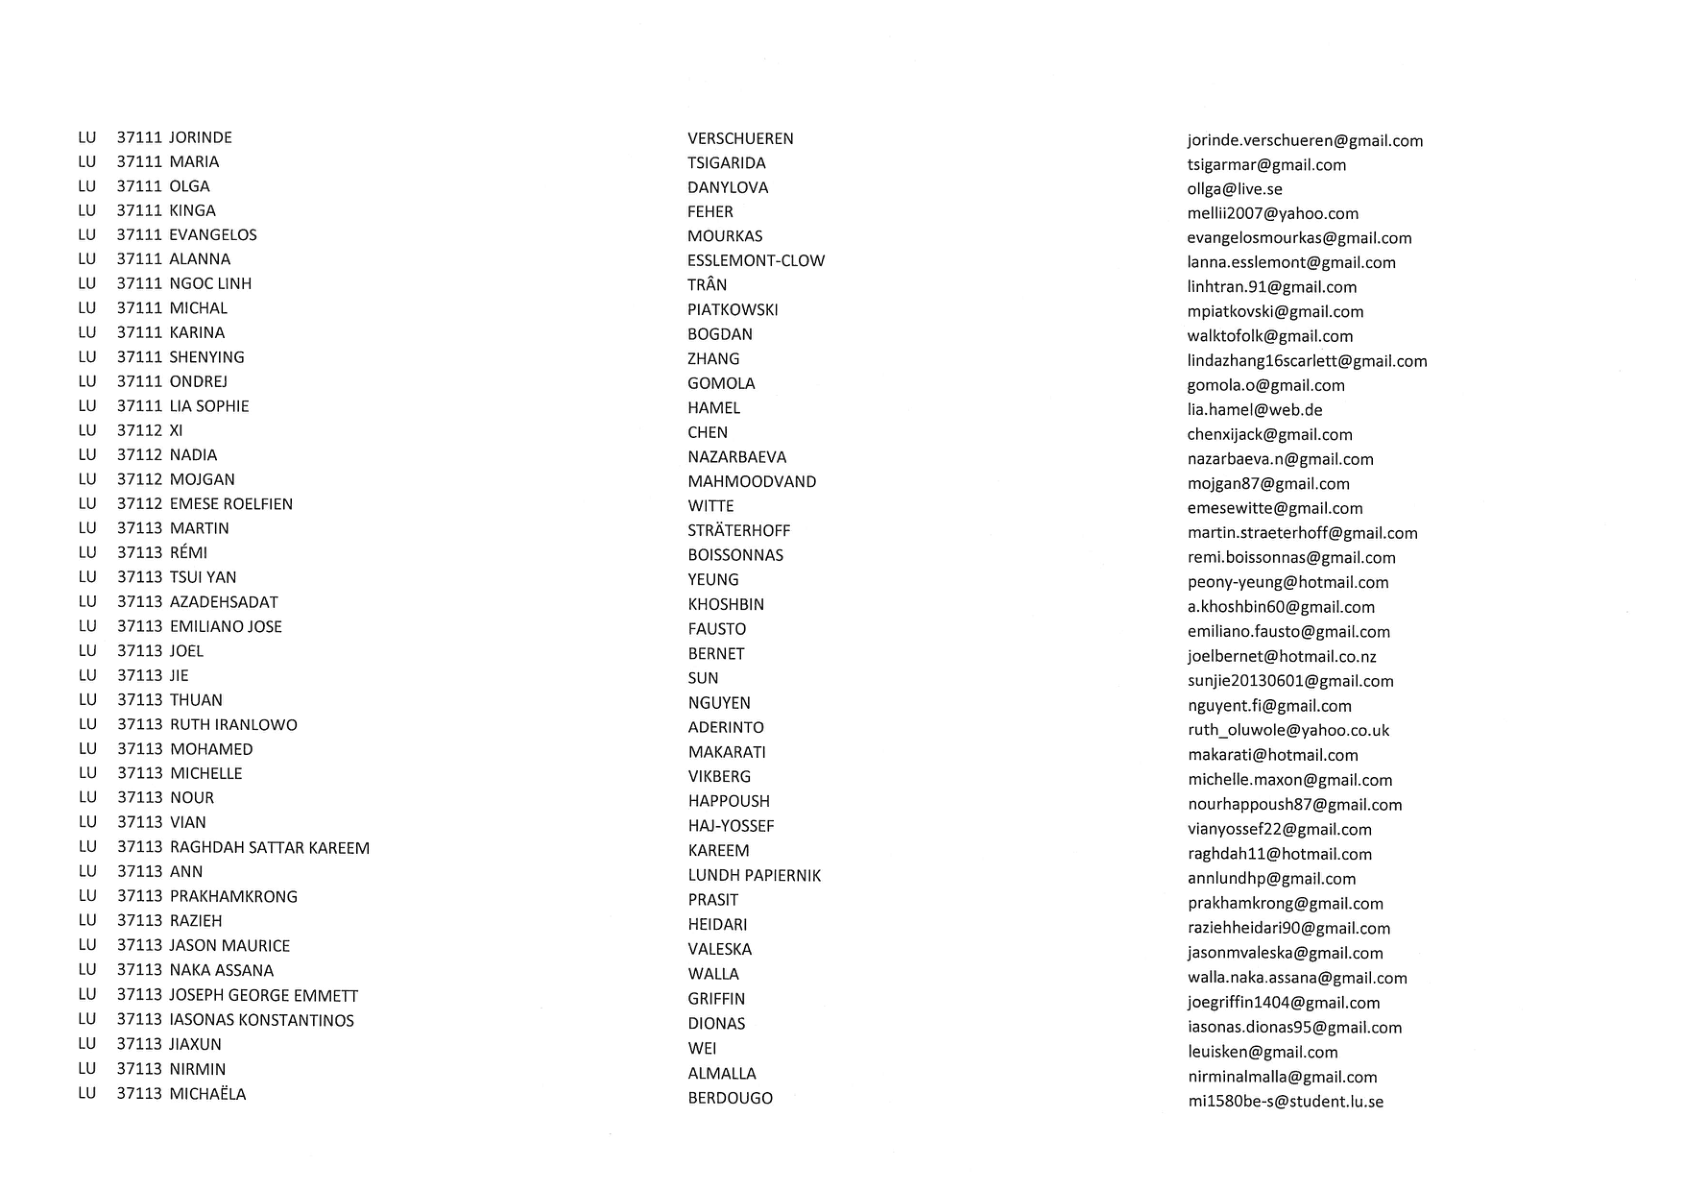 LU 37111 JORINDE VERSCHUEREN jorinde.verschueren@gmail.com
LU 37111 MARIA TSIGARIDA tsigarmar@gmail.com
LU 37111 OLGA DANYLOVA ollga@live.se
LU 37111 KINGA FEHER mellii2007@yahoo.com
LU 37111 EVANGELOS MOURKAS evangelosmourkas@gmail.com
LU 37111 ALANNA ESSLEMONT-CLOW lanna.esslemont@gmail.com
LU 37111 NGOC LINH TRÂN linhtran.91@gmail.com
LU 37111 MICHAL PIATKOWSKI mpiatkovski@gmail.com
LU 37111 KARINA BOGDAN walktofolk@gmail.com
LU 37111 SHENYING ZHANG lindazhang16scarlett@gmail.com
LU 37111 ONDREJ GOMOLA gomola.o@gmail.com
LU 37111 LIA SOPHIE HAMEL lia.hamel@web.de
LU 37112 XI CHEN chenxijack@gmail.com
LU 37112 NADIA NAZARBAEVA nazarbaeva.n@gmail.com
LU 37112 MOJGAN MAHMOODVAND mojgan87@gmail.com
LU 37112 EMESE ROELFIEN WITTE emesewitte@gmail.com
LU 37113 MARTIN STRÄTERHOFF martin.straeterhoff@gmail.com
LU 37113 RÉMI BOISSONNAS remi.boissonnas@gmail.com
LU 37113 TSUI YAN YEUNG peony-yeung@hotmail.com
LU 37113 AZADEHSADAT KHOSHBIN a.khoshbin60@gmail.com
LU 37113 EMILIANO JOSE FAUSTO emiliano.fausto@gmail.com
LU 37113 JOEL BERNET joelbernet@hotmail.co.nz
LU 37113 JIE SUN sunjie20130601@gmail.com
LU 37113 THUAN NGUYEN nguyent.fi@gmail.com
LU 37113 RUTH IRANLOWO ADERINTO ruth_oluwole@yahoo.co.uk
LU 37113 MOHAMED MAKARATI makarati@hotmail.com
LU 37113 MICHELLE VIKBERG michelle.maxon@gmail.com
LU 37113 NOUR HAPPOUSH nourhappoush87@gmail.com
LU 37113 VIAN HAJ-YOSSEF vianyossef22@gmail.com
LU 37113 RAGHDAH SATTAR KAREEM KAREEM raghdah11@hotmail.com
LU 37113 ANN LUNDH PAPIERNIK annlundhp@gmail.com
LU 37113 PRAKHAMKRONG PRASIT prakhamkrong@gmail.com
LU 37113 RAZIEH HEIDARI raziehheidari90@gmail.com
LU 37113 JASON MAURICE VALESKA jasonmvaleska@gmail.com
LU 37113 NAKA ASSANA WALLA walla.naka.assana@gmail.com
LU 37113 JOSEPH GEORGE EMMETT GRIFFIN joegriffin1404@gmail.com
LU 37113 IASONAS KONSTANTINOS DIONAS iasonas.dionas95@gmail.com
LU 37113 JIAXUN WEI leuisken@gmail.com
LU 37113 NIRMIN ALMALLA nirminalmalla@gmail.com
LU 37113 MICHAËLA BERDOUGO mi1580be-s@student.lu.se